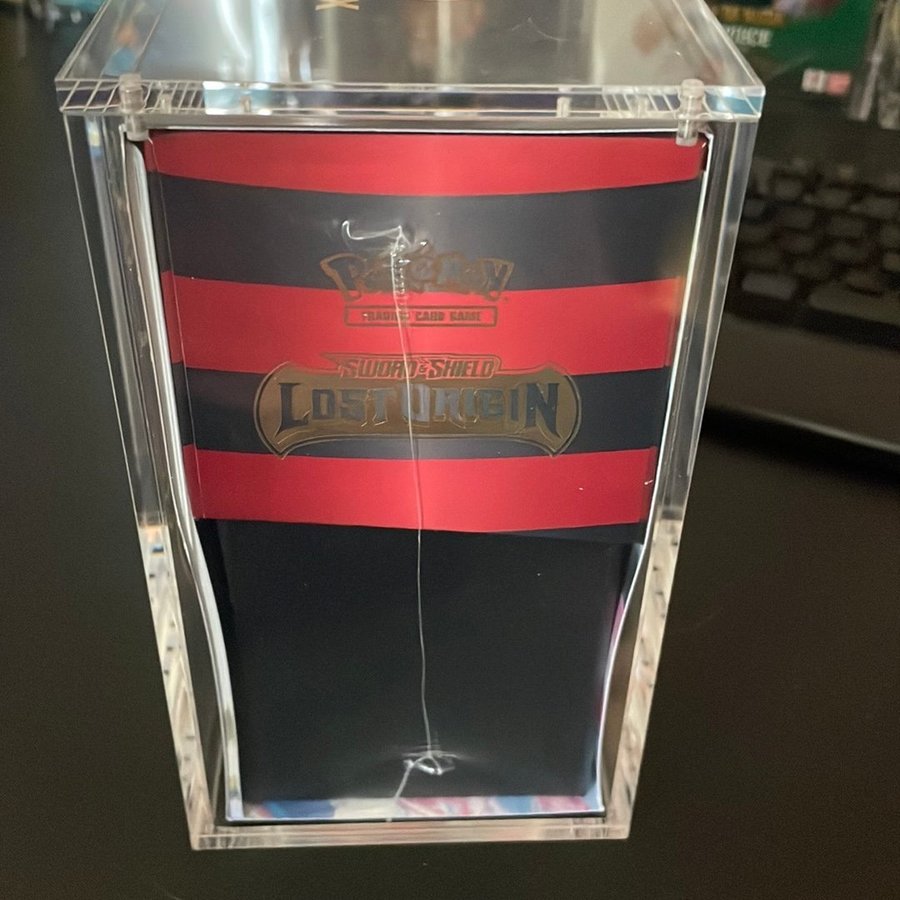 POKÉMON
TRADING CARD GAME
SWORD & SHIELD
LOST ORIGIN